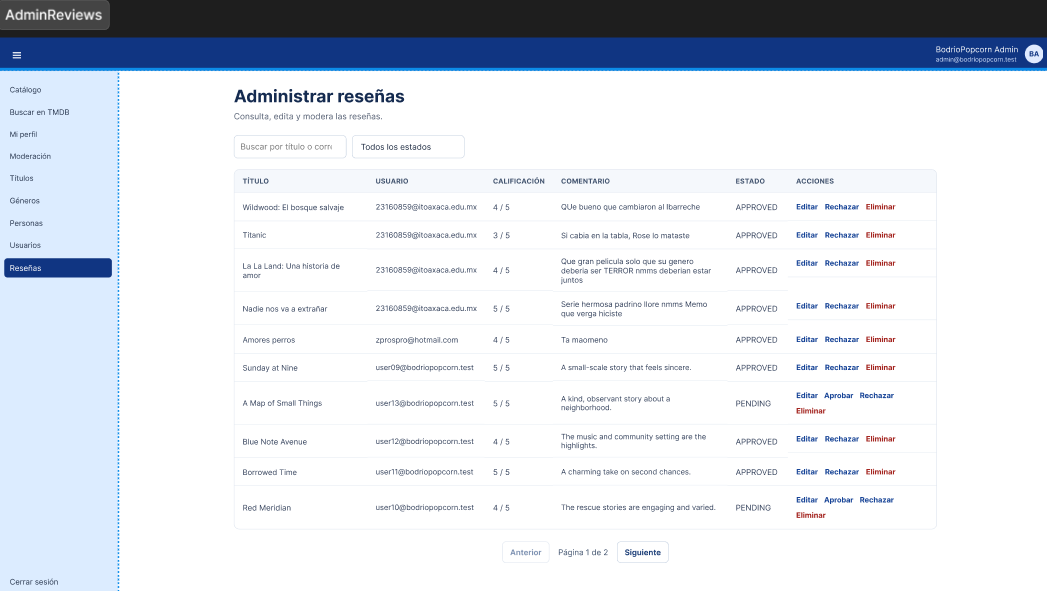 AdminReviews
BodrioPopcorn Admin
admin@bodriopopcorn.test
BA
Catálogo
Buscar en TMDB
Mi perfil
Moderación
Títulos
Géneros
Personas
Usuarios
Reseñas
Cerrar sesión
Administrar reseñas
Consulta, edita y modera las reseñas.
Buscar por título o corre
Todos los estados
TÍTULO USUARIO CALIFICACIÓN COMENTARIO ESTADO ACCIONES
Wildwood: El bosque salvaje 23160859@itoaxaca.edu.mx 4 / 5 QUe bueno que cambiaron al Ibarreche APPROVED Editar Rechazar Eliminar
Titanic 23160859@itoaxaca.edu.mx 3 / 5 Si cabia en la tabla, Rose lo mataste APPROVED Editar Rechazar Eliminar
La La Land: Una historia de
amor
23160859@itoaxaca.edu.mx 4 / 5
Que gran pelicula solo que su genero
deberia ser TERROR nmms deberian estar
juntos
APPROVED Editar Rechazar Eliminar
Nadie nos va a extrañar 23160859@itoaxaca.edu.mx 5 / 5
Serie hermosa padrino llore nmms Memo
que verga hiciste
APPROVED Editar Rechazar Eliminar
Amores perros zprospro@hotmail.com 4 / 5 Ta maomeno APPROVED Editar Rechazar Eliminar
Sunday at Nine user09@bodriopopcorn.test 5 / 5 A small-scale story that feels sincere. APPROVED Editar Rechazar Eliminar
A Map of Small Things user13@bodriopopcorn.test 5 / 5
A kind, observant story about a
neighborhood.
PENDING Editar Aprobar Rechazar
Eliminar
Blue Note Avenue user12@bodriopopcorn.test 4 / 5
The music and community setting are the
highlights.
APPROVED Editar Rechazar Eliminar
Borrowed Time user11@bodriopopcorn.test 5 / 5 A charming take on second chances. APPROVED Editar Rechazar Eliminar
Red Meridian user10@bodriopopcorn.test 4 / 5 The rescue stories are engaging and varied. PENDING Editar Aprobar Rechazar
Eliminar
Anterior Página 1 de 2 Siguiente